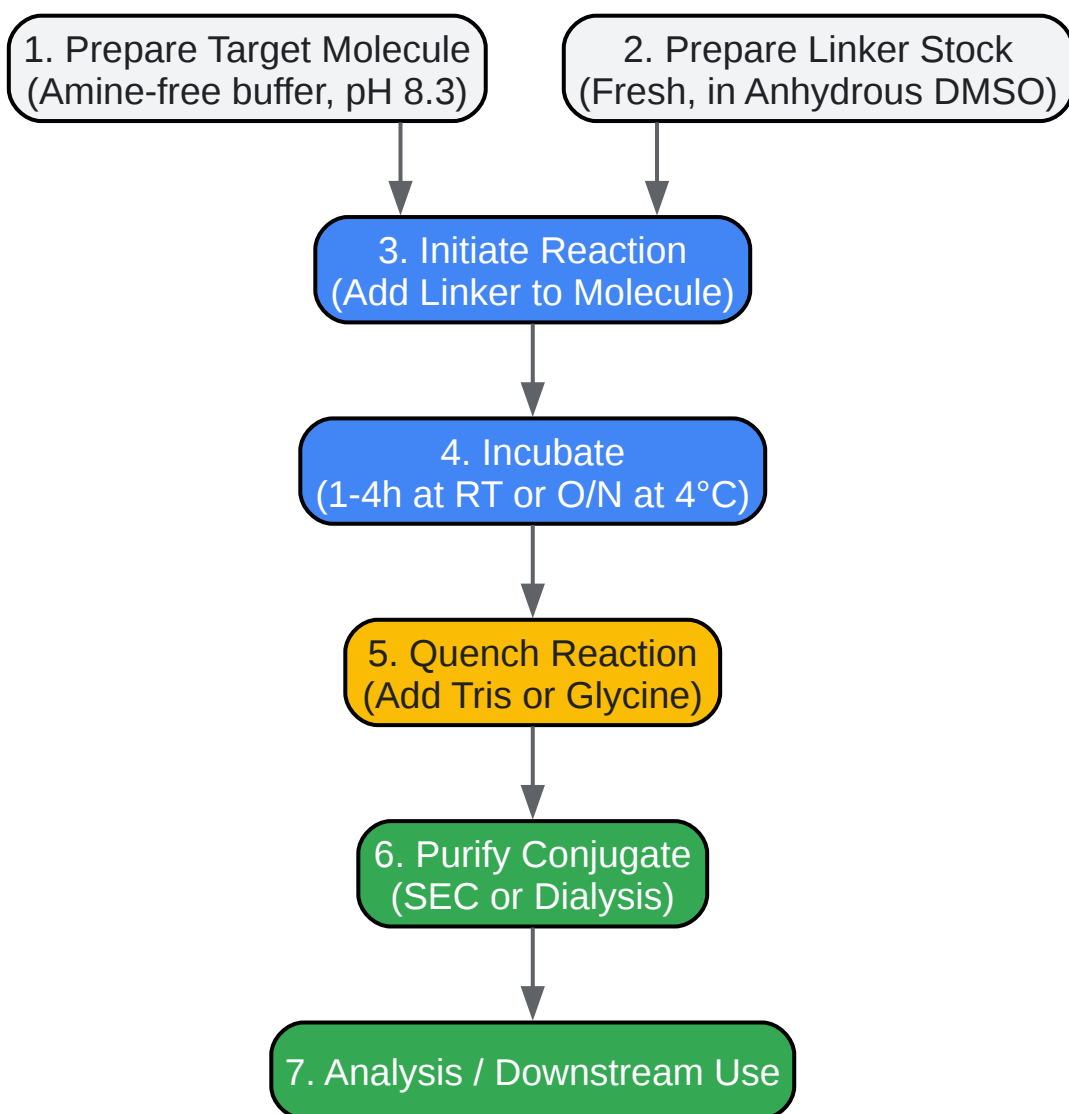 1. Prepare Target Molecule
(Amine-free buffer, pH 8.3)
2. Prepare Linker Stock
(Fresh, in Anhydrous DMSO)
3. Initiate Reaction
(Add Linker to Molecule)
4. Incubate
(1-4h at RT or O/N at 4°C)
5. Quench Reaction
(Add Tris or Glycine)
6. Purify Conjugate
(SEC or Dialysis)
7. Analysis / Downstream Use